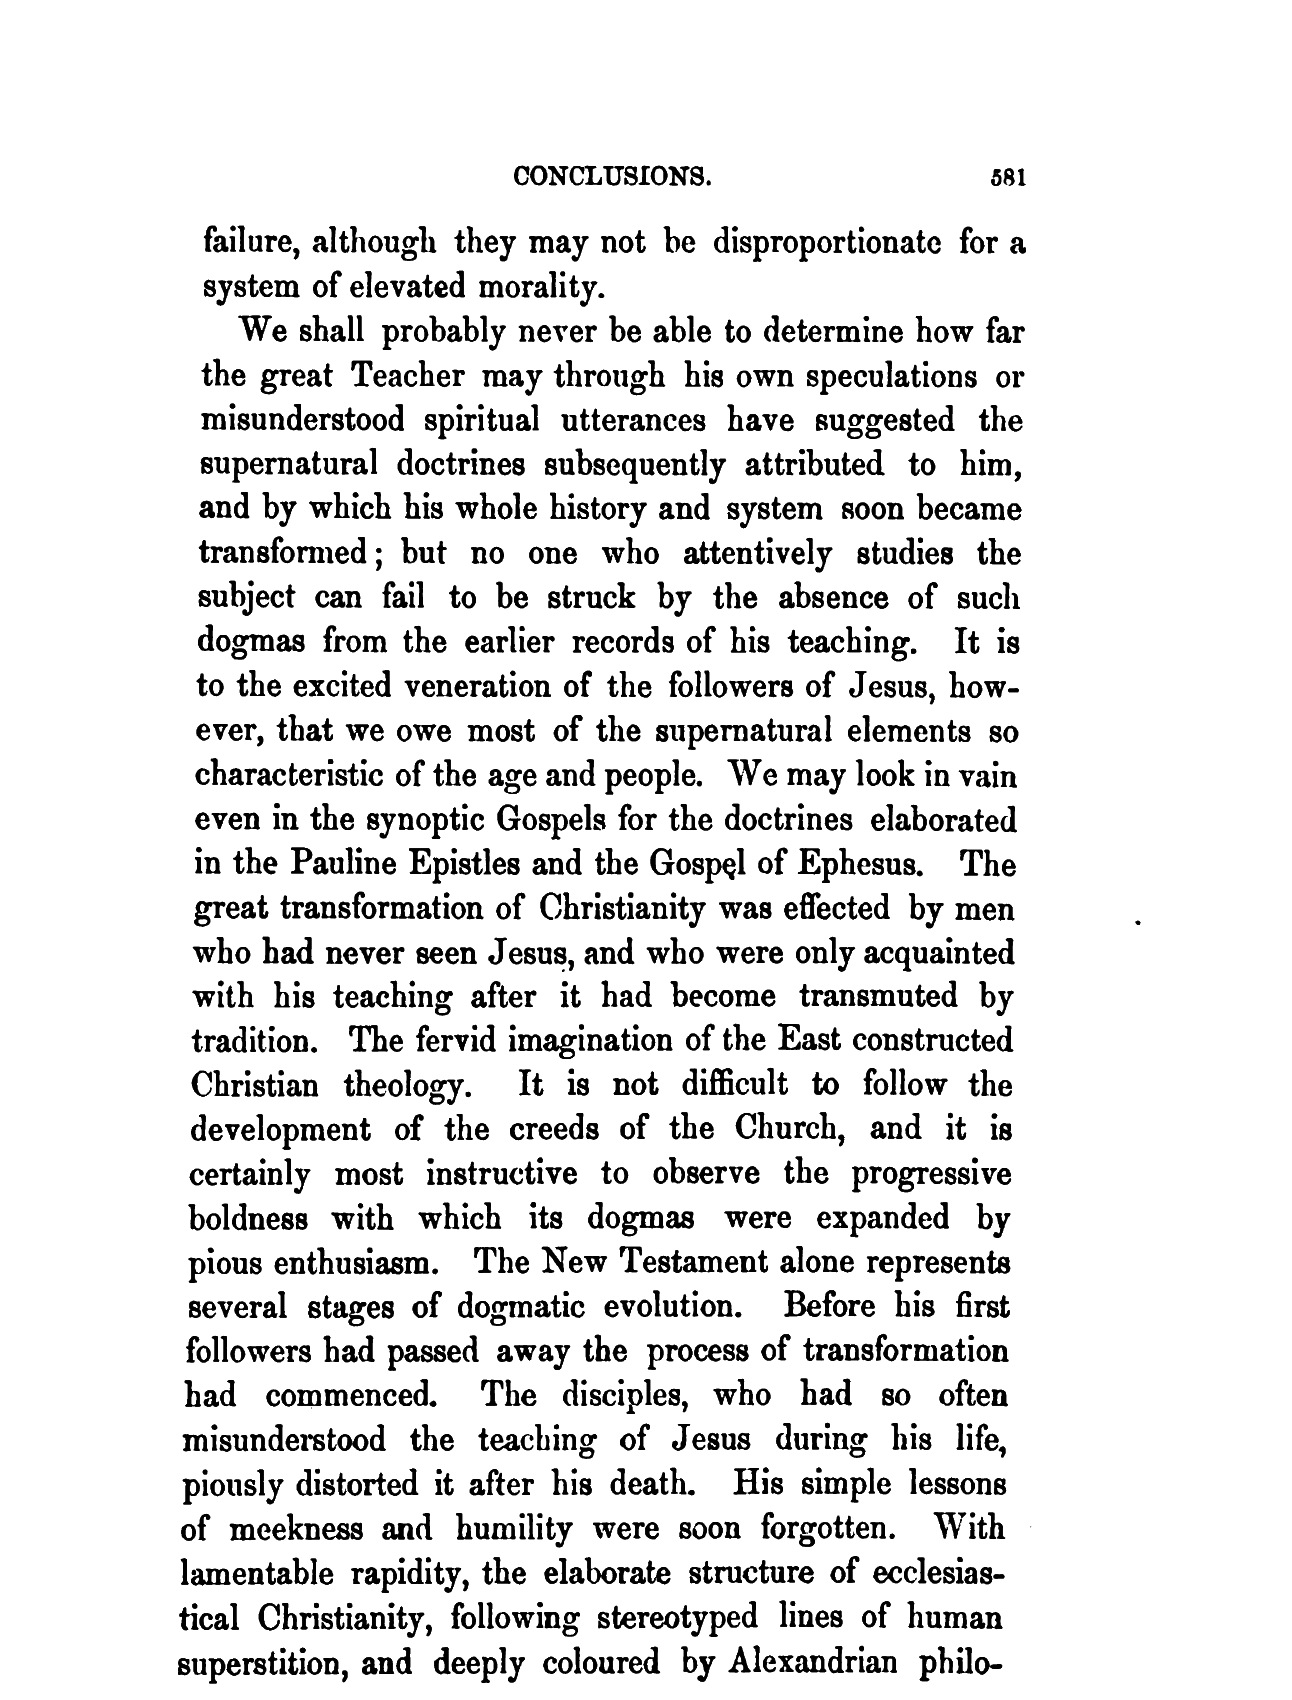 CONCLUSIONS. 581
failure, although they may not be disproportionate for a
system of elevated morality.
We shall probably never be able to determine how far
the great Teacher may through his own speculations or
misunderstood spiritual utterances have suggested the
supernatural doctrines subsequently attributed to him,
and by which his whole history and system soon became
transformed; but no one who attentively studies the
subject can fail to be struck by the absence of such
dogmas from the earlier records of his teaching. It is
to the excited veneration of the followers of Jesus, how-
ever, that we owe most of the supernatural elements so
characteristic of the age and people. We may look in vain
even in the synoptic Gospels for the doctrines elaborated
in the Pauline Epistles and the Gospel of Ephesus. The
great transformation of Christianity was effected by men
who had never seen Jesus, and who were only acquainted
with his teaching after it had become transmuted by
tradition. The fervid imagination of the East constructed
Christian theology. It is not difficult to follow the
development of the creeds of the Church, and it is
certainly most instructive to observe the progressive
boldness with which its dogmas were expanded by
pious enthusiasm. The New Testament alone represents
several stages of dogmatic evolution. Before his first
followers had passed away the process of transformation
had commenced. The disciples, who had so often
misunderstood the teaching of Jesus during his life,
piously distorted it after his death. His simple lessons
of meekness and humility were soon forgotten. With
lamentable rapidity, the elaborate structure of ecclesias-
tical Christianity, following stereotyped lines of human
superstition, and deeply coloured by Alexandrian philo-